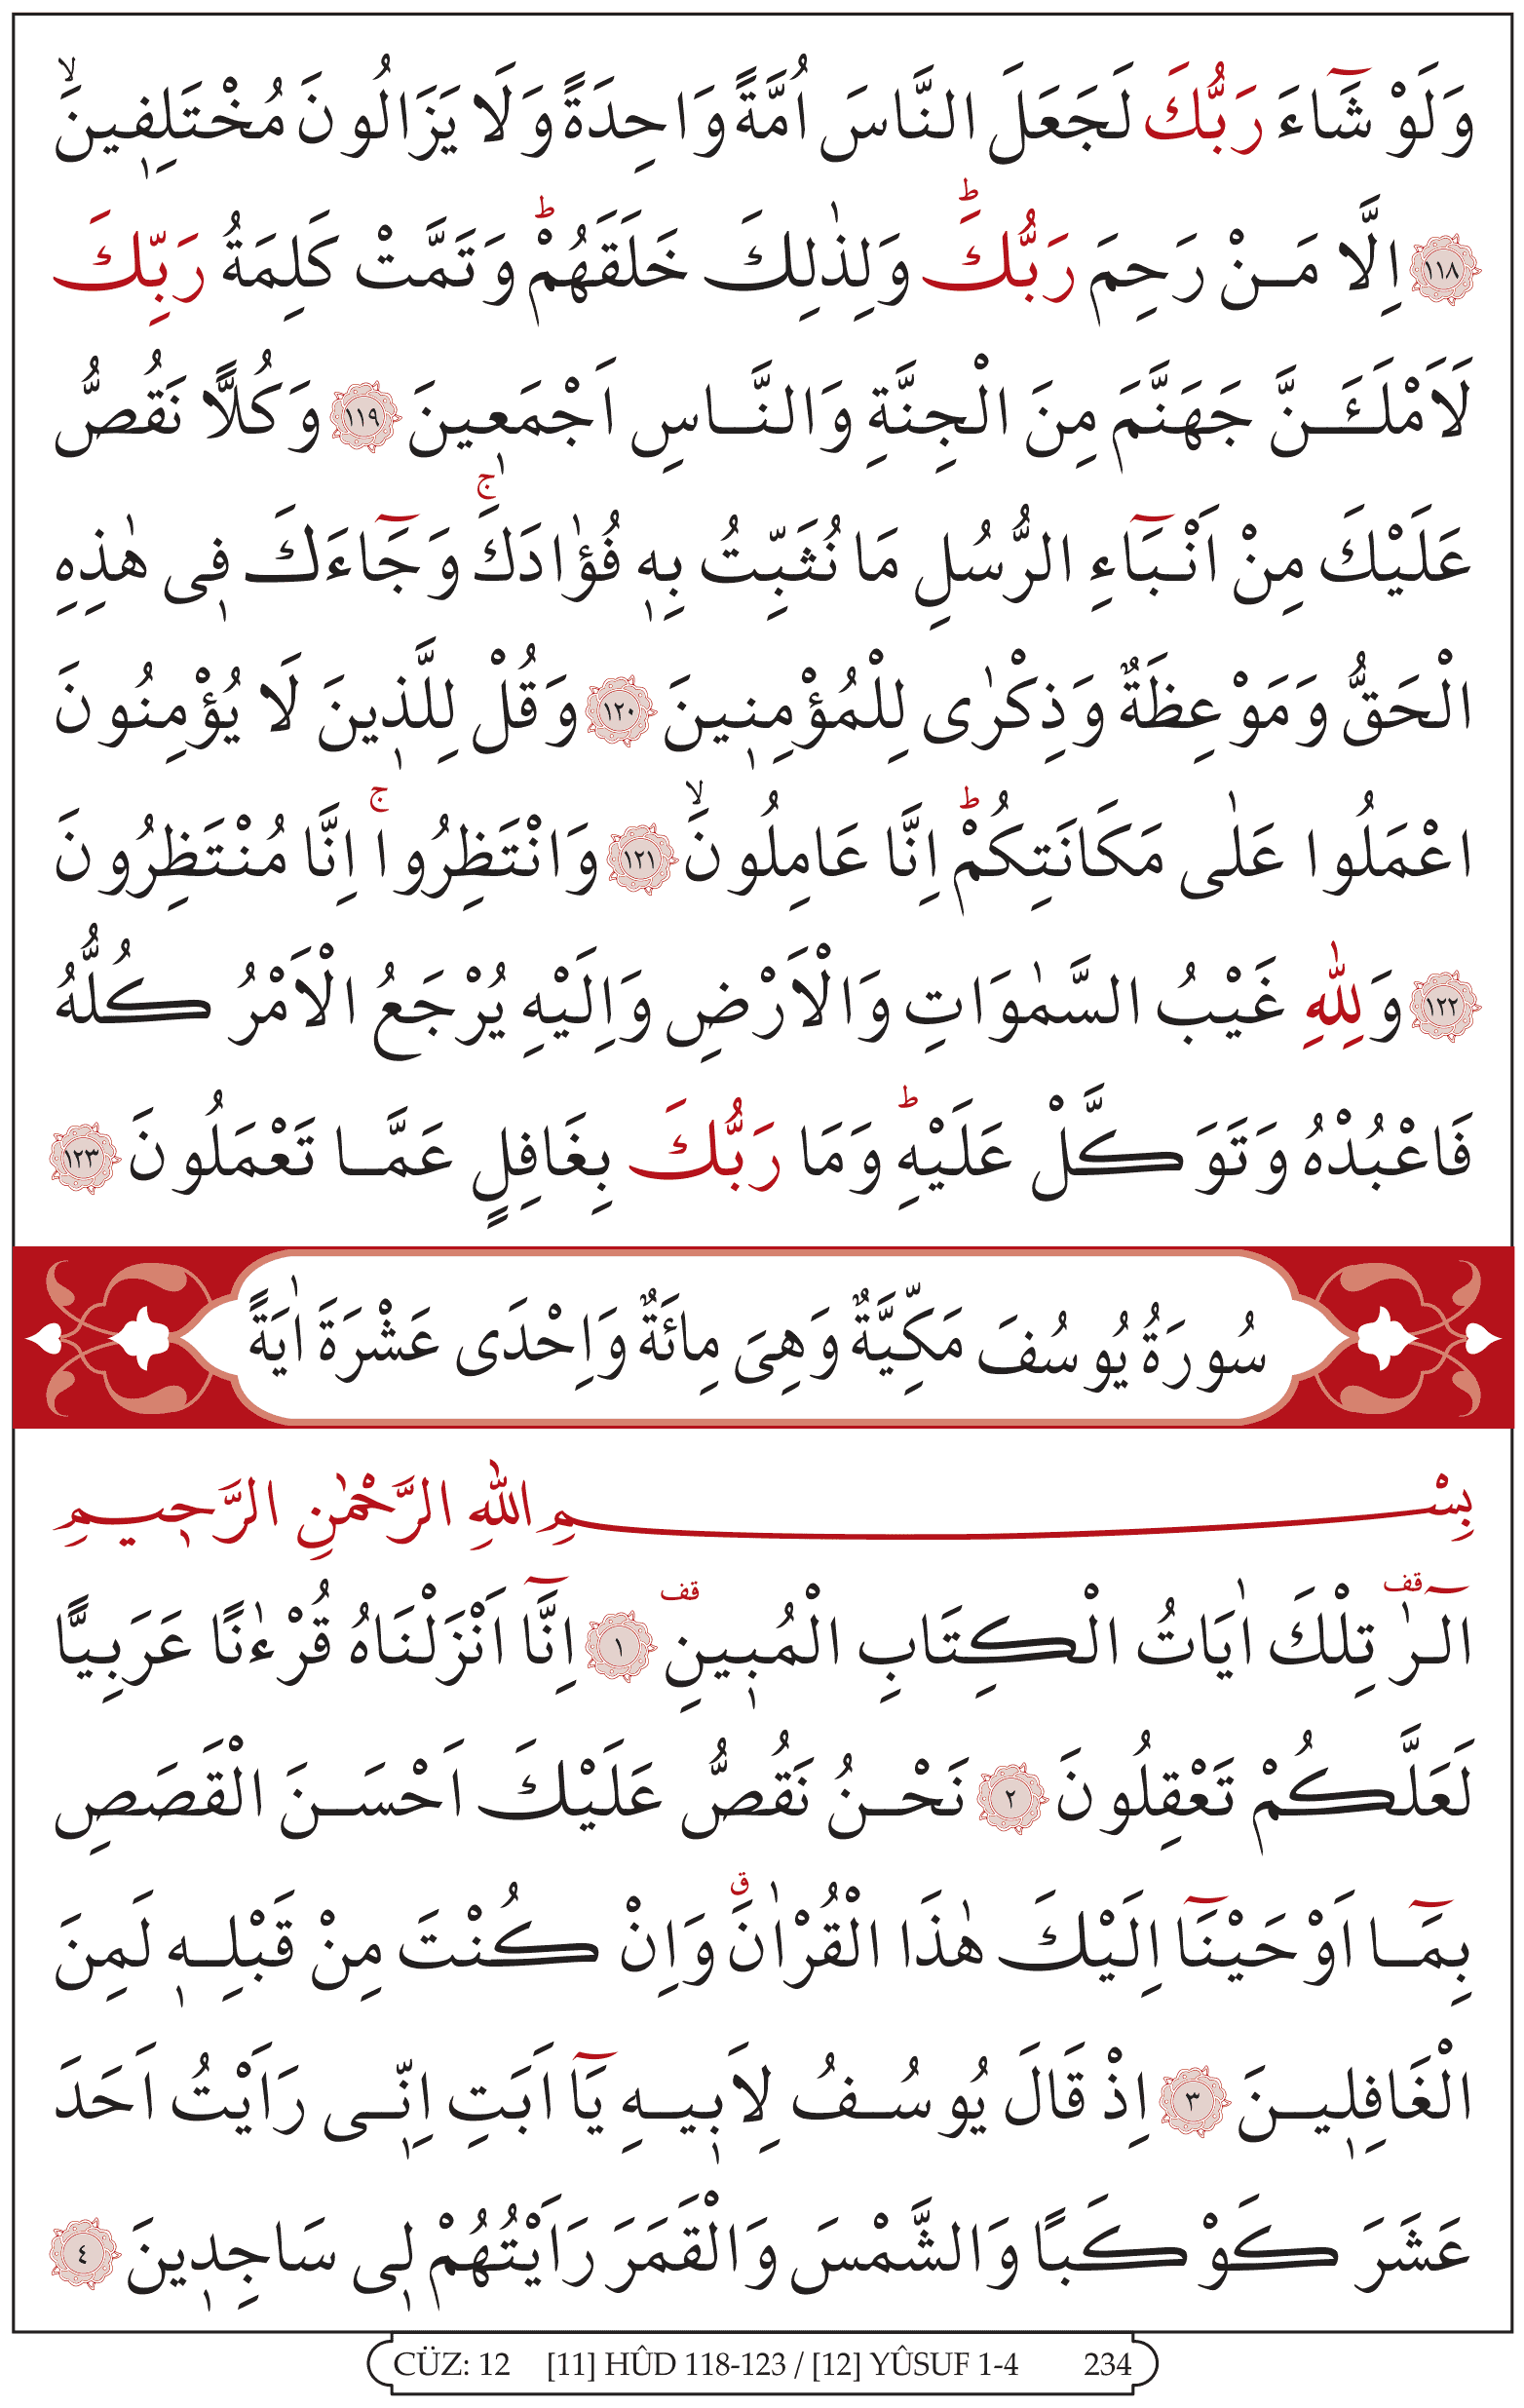 وَلَوْ شَٓاءَ رَبُّكَ لَجَعَلَ النَّاسَ اُمَّةً وَاحِدَةً وَلَا يَزَالُونَ مُخْتَلِف۪ينَۙ
﴿١١٨﴾ اِلَّا مَنْ رَحِمَ رَبُّكَۜ وَلِذٰلِكَ خَلَقَهُمْۜ وَتَمَّتْ كَلِمَةُ رَبِّكَ
لَاَمْلَـَٔنَّ جَهَنَّمَ مِنَ الْجِنَّةِ وَالنَّاسِ اَجْمَع۪ينَ ﴿١١٩﴾ وَكُلًّا نَقُصُّ
عَلَيْكَ مِنْ اَنْبَٓاءِ الرُّسُلِ مَا نُثَبِّتُ بِه۪ فُؤٰادَكَۚ وَجَٓاءَكَ ف۪ي هٰذِهِ
الْحَقُّ وَمَوْعِظَةٌ وَذِكْرٰى لِلْمُؤْمِن۪ينَ ﴿١٢٠﴾ وَقُلْ لِلَّذ۪ينَ لَا يُؤْمِنُونَ
اعْمَلُوا عَلٰى مَكَانَتِكُمْۜ اِنَّا عَامِلُونَۙ ﴿١٢١﴾ وَانْتَظِرُواۚ اِنَّا مُنْتَظِرُونَ
﴿١٢٢﴾ وَلِلّٰهِ غَيْبُ السَّمٰوَاتِ وَالْاَرْضِ وَاِلَيْهِ يُرْجَعُ الْاَمْرُ كُلُّهُ
فَاعْبُدْهُ وَتَوَكَّلْ عَلَيْهِۜ وَمَا رَبُّكَ بِغَافِلٍ عَمَّا تَعْمَلُونَ ﴿١٢٣﴾
سُورَةُ يُوسُفَ مَكِّيَّةٌ وَهِيَ مِائَةٌ وَاِحْدَى عَشْرَةَ اٰيَةً
بِسْمِ اللّٰهِ الرَّحْمٰنِ الرَّح۪يمِ
الٓرٰ۠ تِلْكَ اٰيَاتُ الْكِتَابِ الْمُب۪ينِ۠ ﴿١﴾ اِنَّٓا اَنْزَلْنَاهُ قُرْءٰنًا عَرَبِيًّا
لَعَلَّكُمْ تَعْقِلُونَ ﴿٢﴾ نَحْنُ نَقُصُّ عَلَيْكَ اَحْسَنَ الْقَصَصِ
بِمَٓا اَوْحَيْنَٓا اِلَيْكَ هٰذَا الْقُرْاٰنَۗ وَاِنْ كُنْتَ مِنْ قَبْلِه۪ لَمِنَ
الْغَافِل۪ينَ ﴿٣﴾ اِذْ قَالَ يُوسُفُ لِاَب۪يهِ يَٓا اَبَتِ اِنّ۪ي رَاَيْتُ اَحَدَ
عَشَرَ كَوْكَبًا وَالشَّمْسَ وَالْقَمَرَ رَاَيْتُهُمْ ل۪ي سَاجِد۪ينَ ﴿٤﴾
CÜZ: 12 [11] HÛD 118-123 / [12] YÛSUF 1-4 234